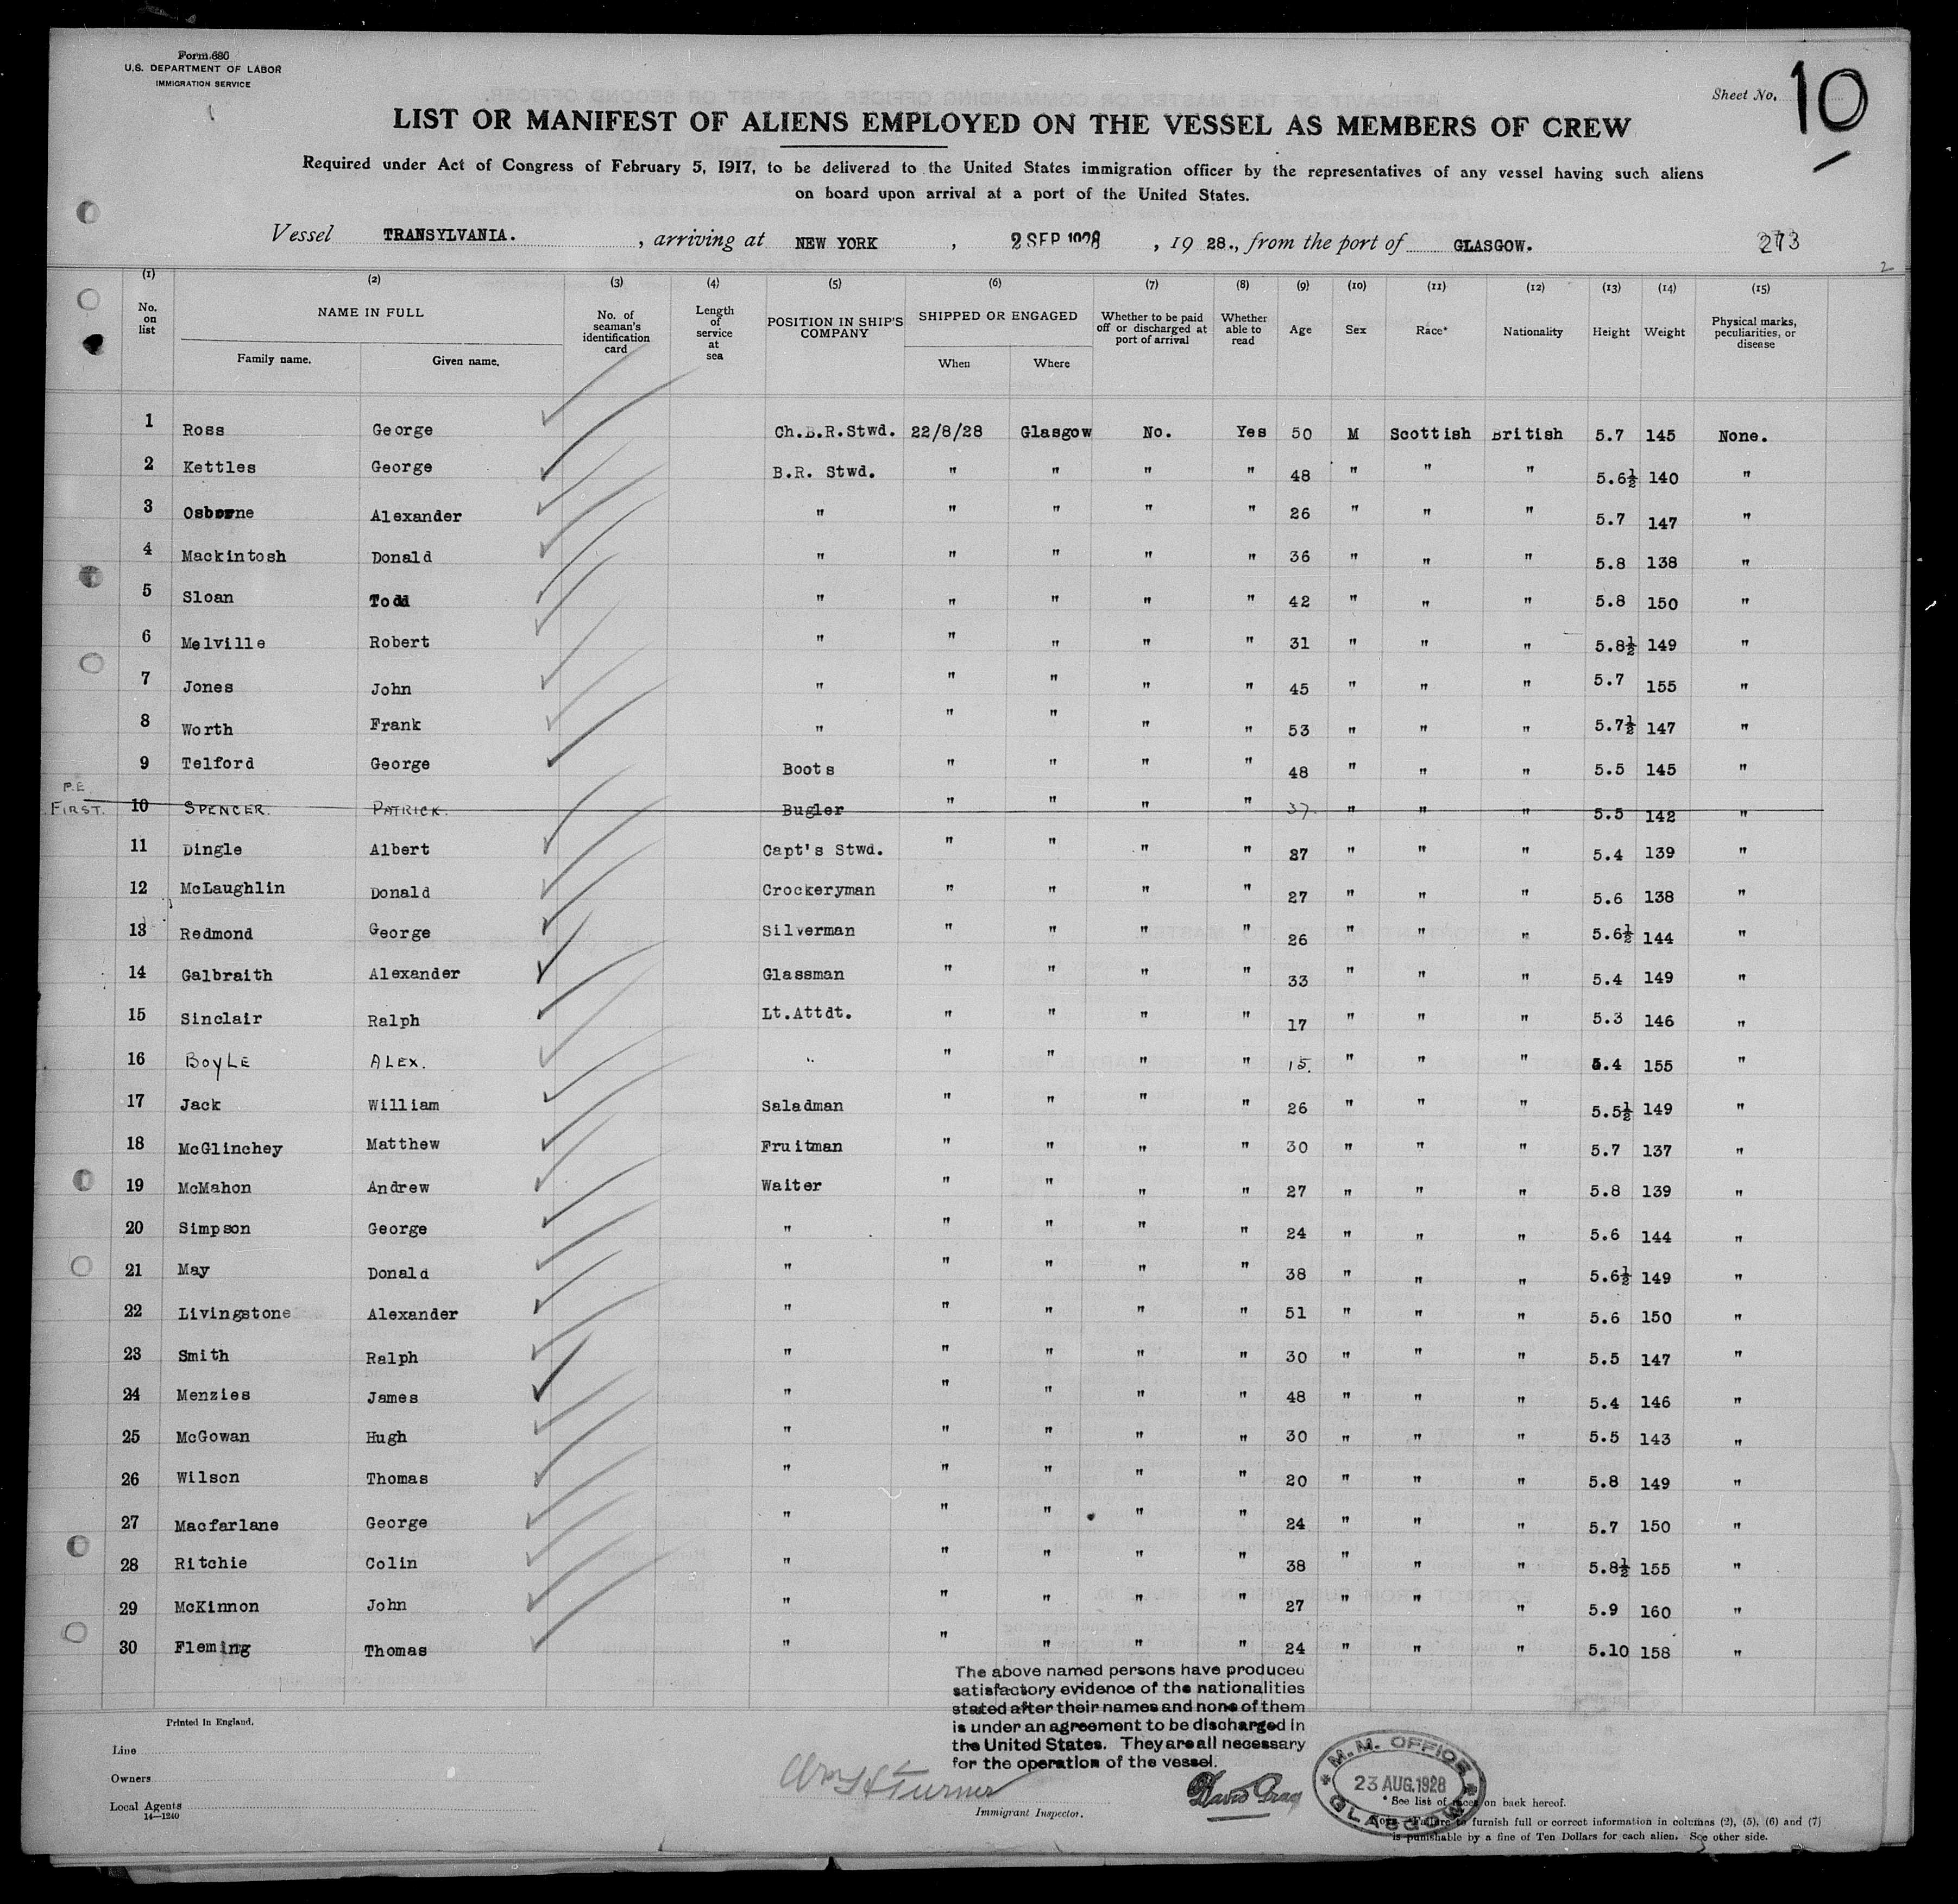 Form 680
U.S. DEPARTMENT OF LABOR
IMMIGRATION SERVICE
Sheet No. 10
LIST OR MANIFEST OF ALIENS EMPLOYED ON THE VESSEL AS MEMBERS OF CREW
Required under Act of Congress of February 5, 1917, to be delivered to the United States immigration officer by the representatives of any vessel having such aliens
on board upon arrival at a port of the United States.
Vessel TRANSYLVANIA. , arriving at NEW YORK , 2 SEP 1928 , 19 28., from the port of GLASGOW. 273
(1) (2) (3) (4) (5) (6) (7) (8) (9) (10) (11) (12) (13) (14) (15)
No. on list NAME IN FULL Family name. Given name. No. of seaman's identification card Length of service at sea POSITION IN SHIP'S COMPANY SHIPPED OR ENGAGED When Where Whether to be paid off or discharged at port of arrival Whether able to read Age Sex Race* Nationality Height Weight Physical marks, peculiarities, or disease
1 Ross George Ch.B.R.Stwd. 22/8/28 Glasgow No. Yes 50 M Scottish British 5.7 145 None.
2 Kettles George B.R. Stwd. " " " " 48 " " " 5.6½ 140 "
3 Osborne Alexander " " " " " 26 " " " 5.7 147 "
4 Mackintosh Donald " " " " " 36 " " " 5.8 138 "
5 Sloan Todd " " " " " 42 " " " 5.8 150 "
6 Melville Robert " " " " " 31 " " " 5.8½ 149 "
7 Jones John " " " " " 45 " " " 5.7 155 "
8 Worth Frank " " " " " 53 " " " 5.7½ 147 "
9 Telford George Boots " " " " 48 " " " 5.5 145 "
P.E.
FIRST. 10 SPENCER. PATRICK. Bugler " " " " 37. " " " 5.5 142 "
11 Dingle Albert Capt's Stwd. " " " " 27 " " " 5.4 139 "
12 McLaughlin Donald Crockeryman " " " " 27 " " " 5.6 138 "
13 Redmond George Silverman " " " " 26 " " " 5.6½ 144 "
14 Galbraith Alexander Glassman " " " " 33 " " " 5.4 149 "
15 Sinclair Ralph Lt.Attdt. " " " " 17 " " " 5.3 146 "
16 BOYLE ALEX. " " " " " 15. " " " 5.4 155 "
17 Jack William Saladman " " " " 26 " " " 5.5½ 149 "
18 McGlinchey Matthew Fruitman " " " " 30 " " " 5.7 137 "
19 McMahon Andrew Waiter " " " " 27 " " " 5.8 139 "
20 Simpson George " " " " " 24 " " " 5.6 144 "
21 May Donald " " " " " 38 " " " 5.6½ 149 "
22 Livingstone Alexander " " " " " 51 " " " 5.6 150 "
23 Smith Ralph " " " " " 30 " " " 5.5 147 "
24 Menzies James " " " " " 48 " " " 5.4 146 "
25 McGowan Hugh " " " " " 30 " " " 5.5 143 "
26 Wilson Thomas " " " " " 20 " " " 5.8 149 "
27 Macfarlane George " " " " " 24 " " " 5.7 150 "
28 Ritchie Colin " " " " " 38 " " " 5.8½ 155 "
29 McKinnon John " " " " " 27 " " " 5.9 160 "
30 Fleming Thomas " " " " " 24 " " " 5.10 158 "
The above named persons have produced
satisfactory evidence of the nationalities
stated after their names and none of them
is under an agreement to be discharged in
the United States. They are all necessary
for the operation of the vessel.
Printed in England.
Line
Owners
Local Agents
14—1240
Wm H Turner
Immigrant Inspector.
David Gray
M.M. OFFICE
23 AUG.1928
GLASGOW
* See list of races on back hereof.
Note.—Failure to furnish full or correct information in columns (2), (5), (6) and (7)
is punishable by a fine of Ten Dollars for each alien. See other side.